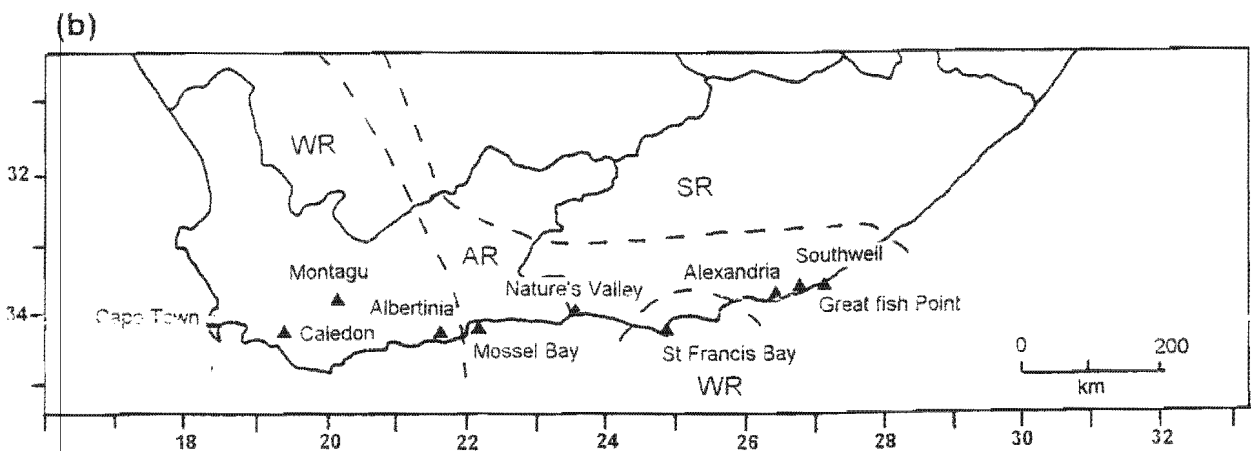 (b)
WR
32
SR
AR
Southwell
Montagu
Alexandria
Nature's Valley
Albertinia
Great fish Point
34
Cape Town
Caledon
Mossel Bay
St Francis Bay
0 200
km
WR
18 20 22 24 26 28 30 32